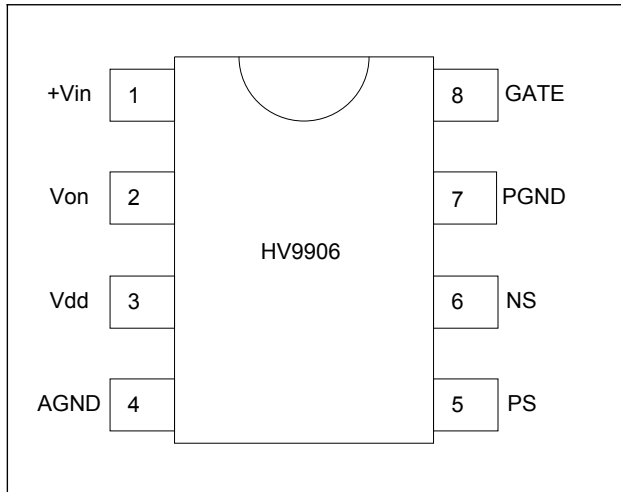 +Vin 1 8 GATE
Von 2 7 PGND
HV9906
Vdd 3 6 NS
AGND 4 5 PS